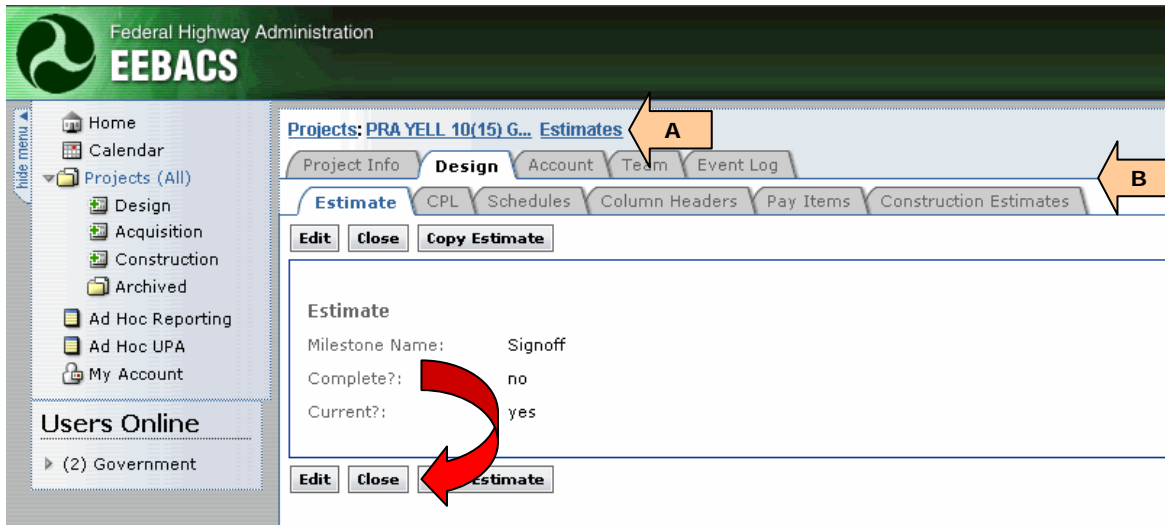 Federal Highway Administration
EEBACS
hide menu
Home
Calendar
Projects (All)
Design
Acquisition
Construction
Archived
Ad Hoc Reporting
Ad Hoc UPA
My Account
Users Online
(2) Government
Projects: PRA YELL 10(15) G... Estimates
A
Project Info Design Account Team Event Log
B
Estimate CPL Schedules Column Headers Pay Items Construction Estimates
Edit Close Copy Estimate
Estimate
Milestone Name: Signoff
Complete?: no
Current?: yes
Edit Close Estimate